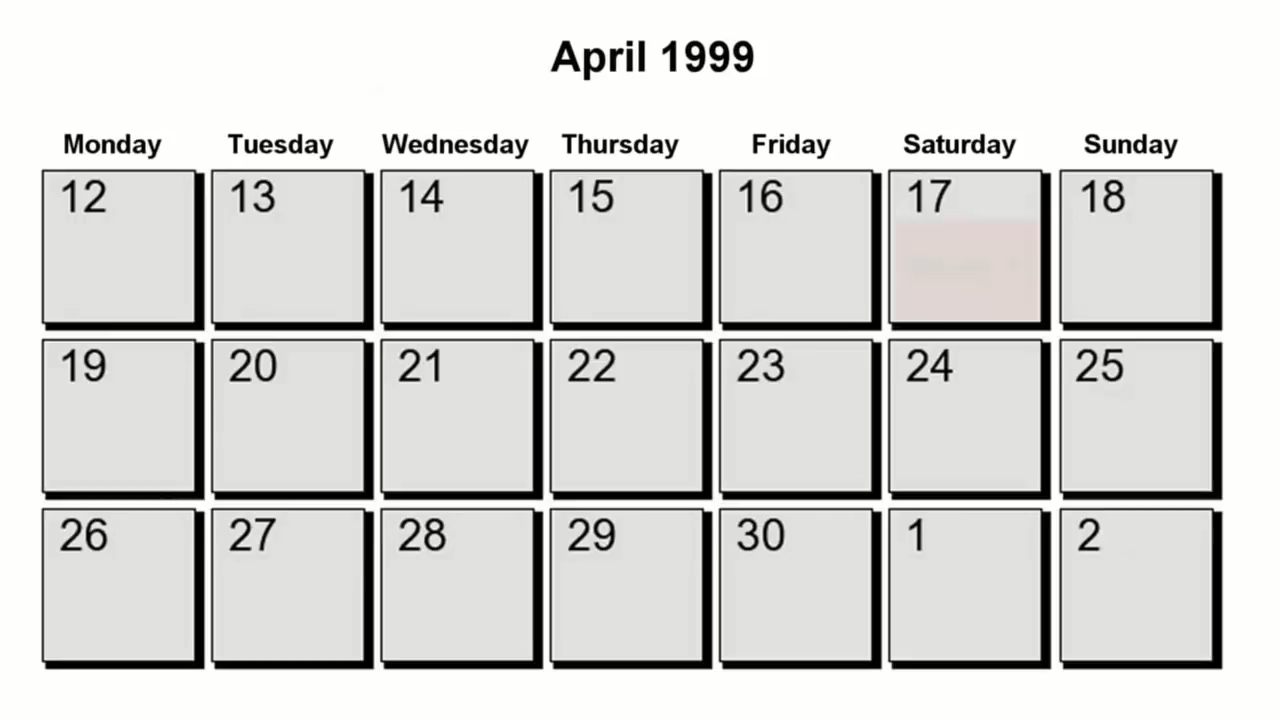 April 1999
Monday Tuesday Wednesday Thursday Friday Saturday Sunday
12 13 14 15 16 17 18
19 20 21 22 23 24 25
26 27 28 29 30 1 2